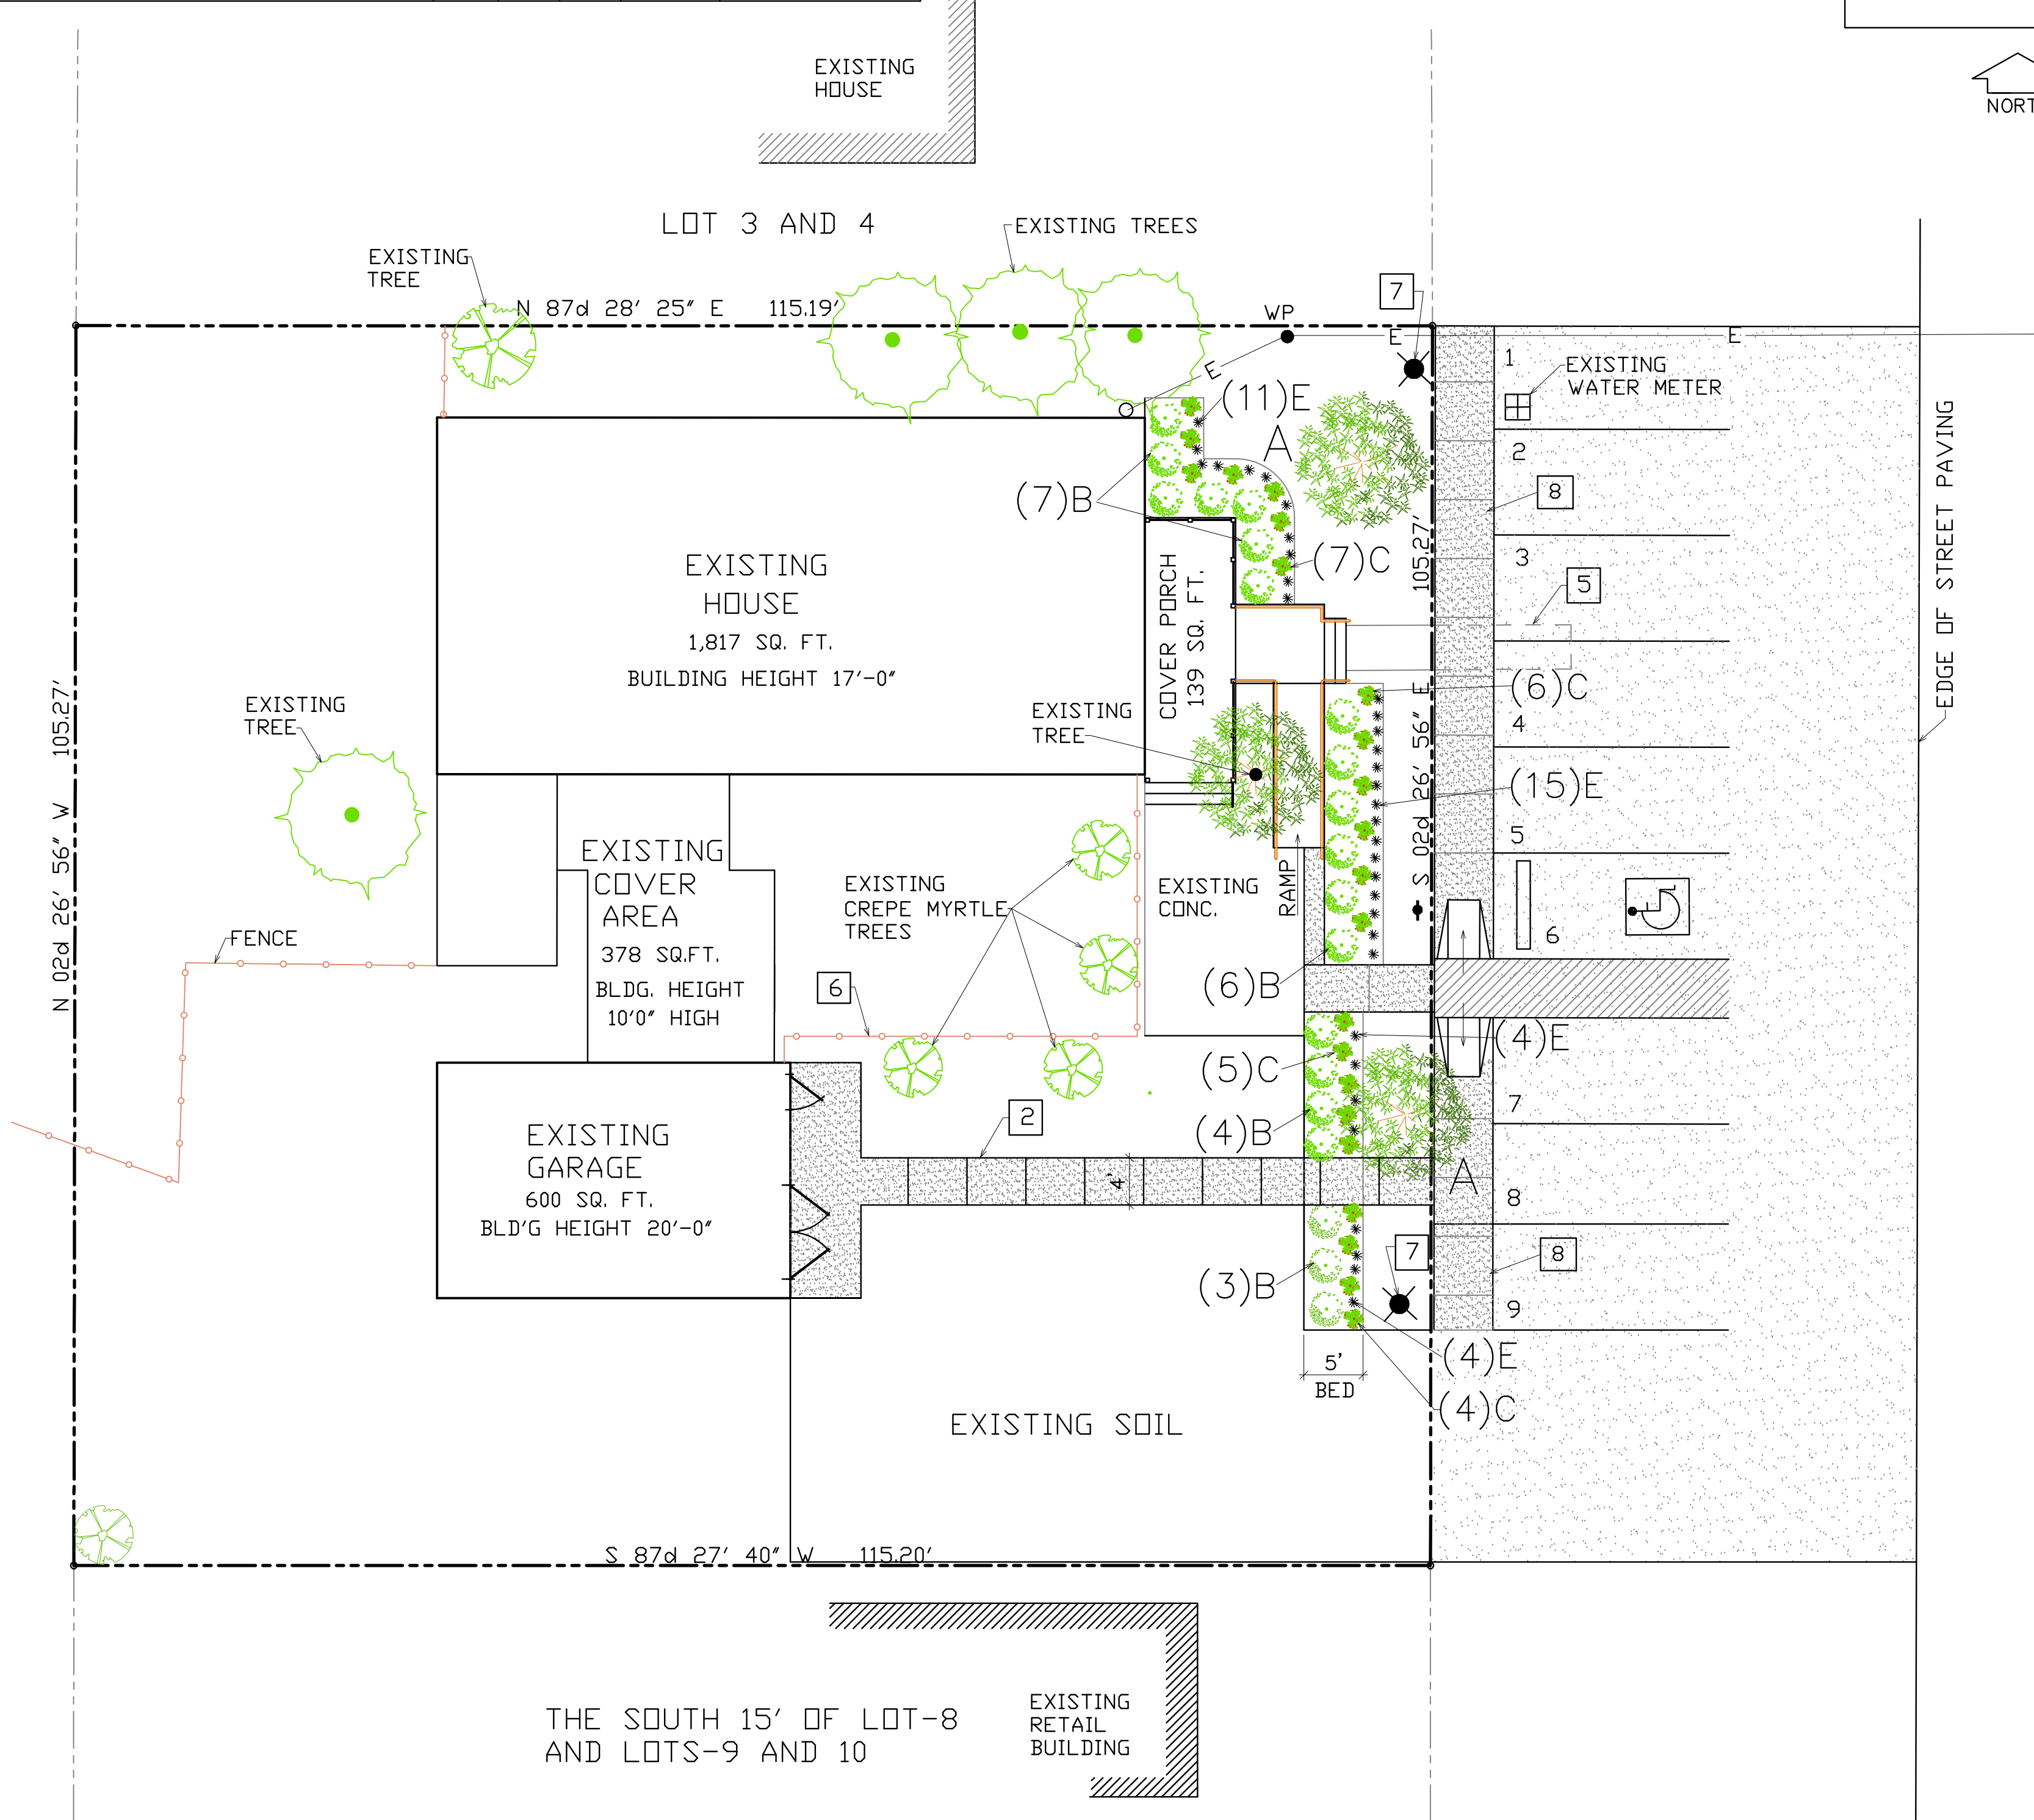 EXISTING
HOUSE
NORT
LOT 3 AND 4
EXISTING TREES
EXISTING
TREE
N 87d 28' 25" E 115.19'
WP
7
E
E
E
1
EXISTING
WATER METER
(11)E
A
2
8
(7)B
(7)C
105.27'
3
5
EDGE OF STREET PAVING
EXISTING
HOUSE
1,817 SQ. FT.
BUILDING HEIGHT 17'-0"
COVER PORCH
139 SQ. FT.
(6)C
4
S 02d 26' 56" E
EXISTING
TREE
EXISTING
TREE
N 02d 26' 56" W 105.27'
(15)E
5
EXISTING
COVER
AREA
378 SQ.FT.
BLDG. HEIGHT
10'0" HIGH
EXISTING
CREPE MYRTLE
TREES
EXISTING
CONC.
RAMP
6
FENCE
6
(6)B
(4)E
(5)C
(4)B
7
2
EXISTING
GARAGE
600 SQ. FT.
BLD'G HEIGHT 20'-0"
4'
A
8
7
8
(3)B
9
(4)E
5'
BED
(4)C
EXISTING SOIL
S 87d 27' 40" W 115.20'
THE SOUTH 15' OF LOT-8
AND LOTS-9 AND 10
EXISTING
RETAIL
BUILDING